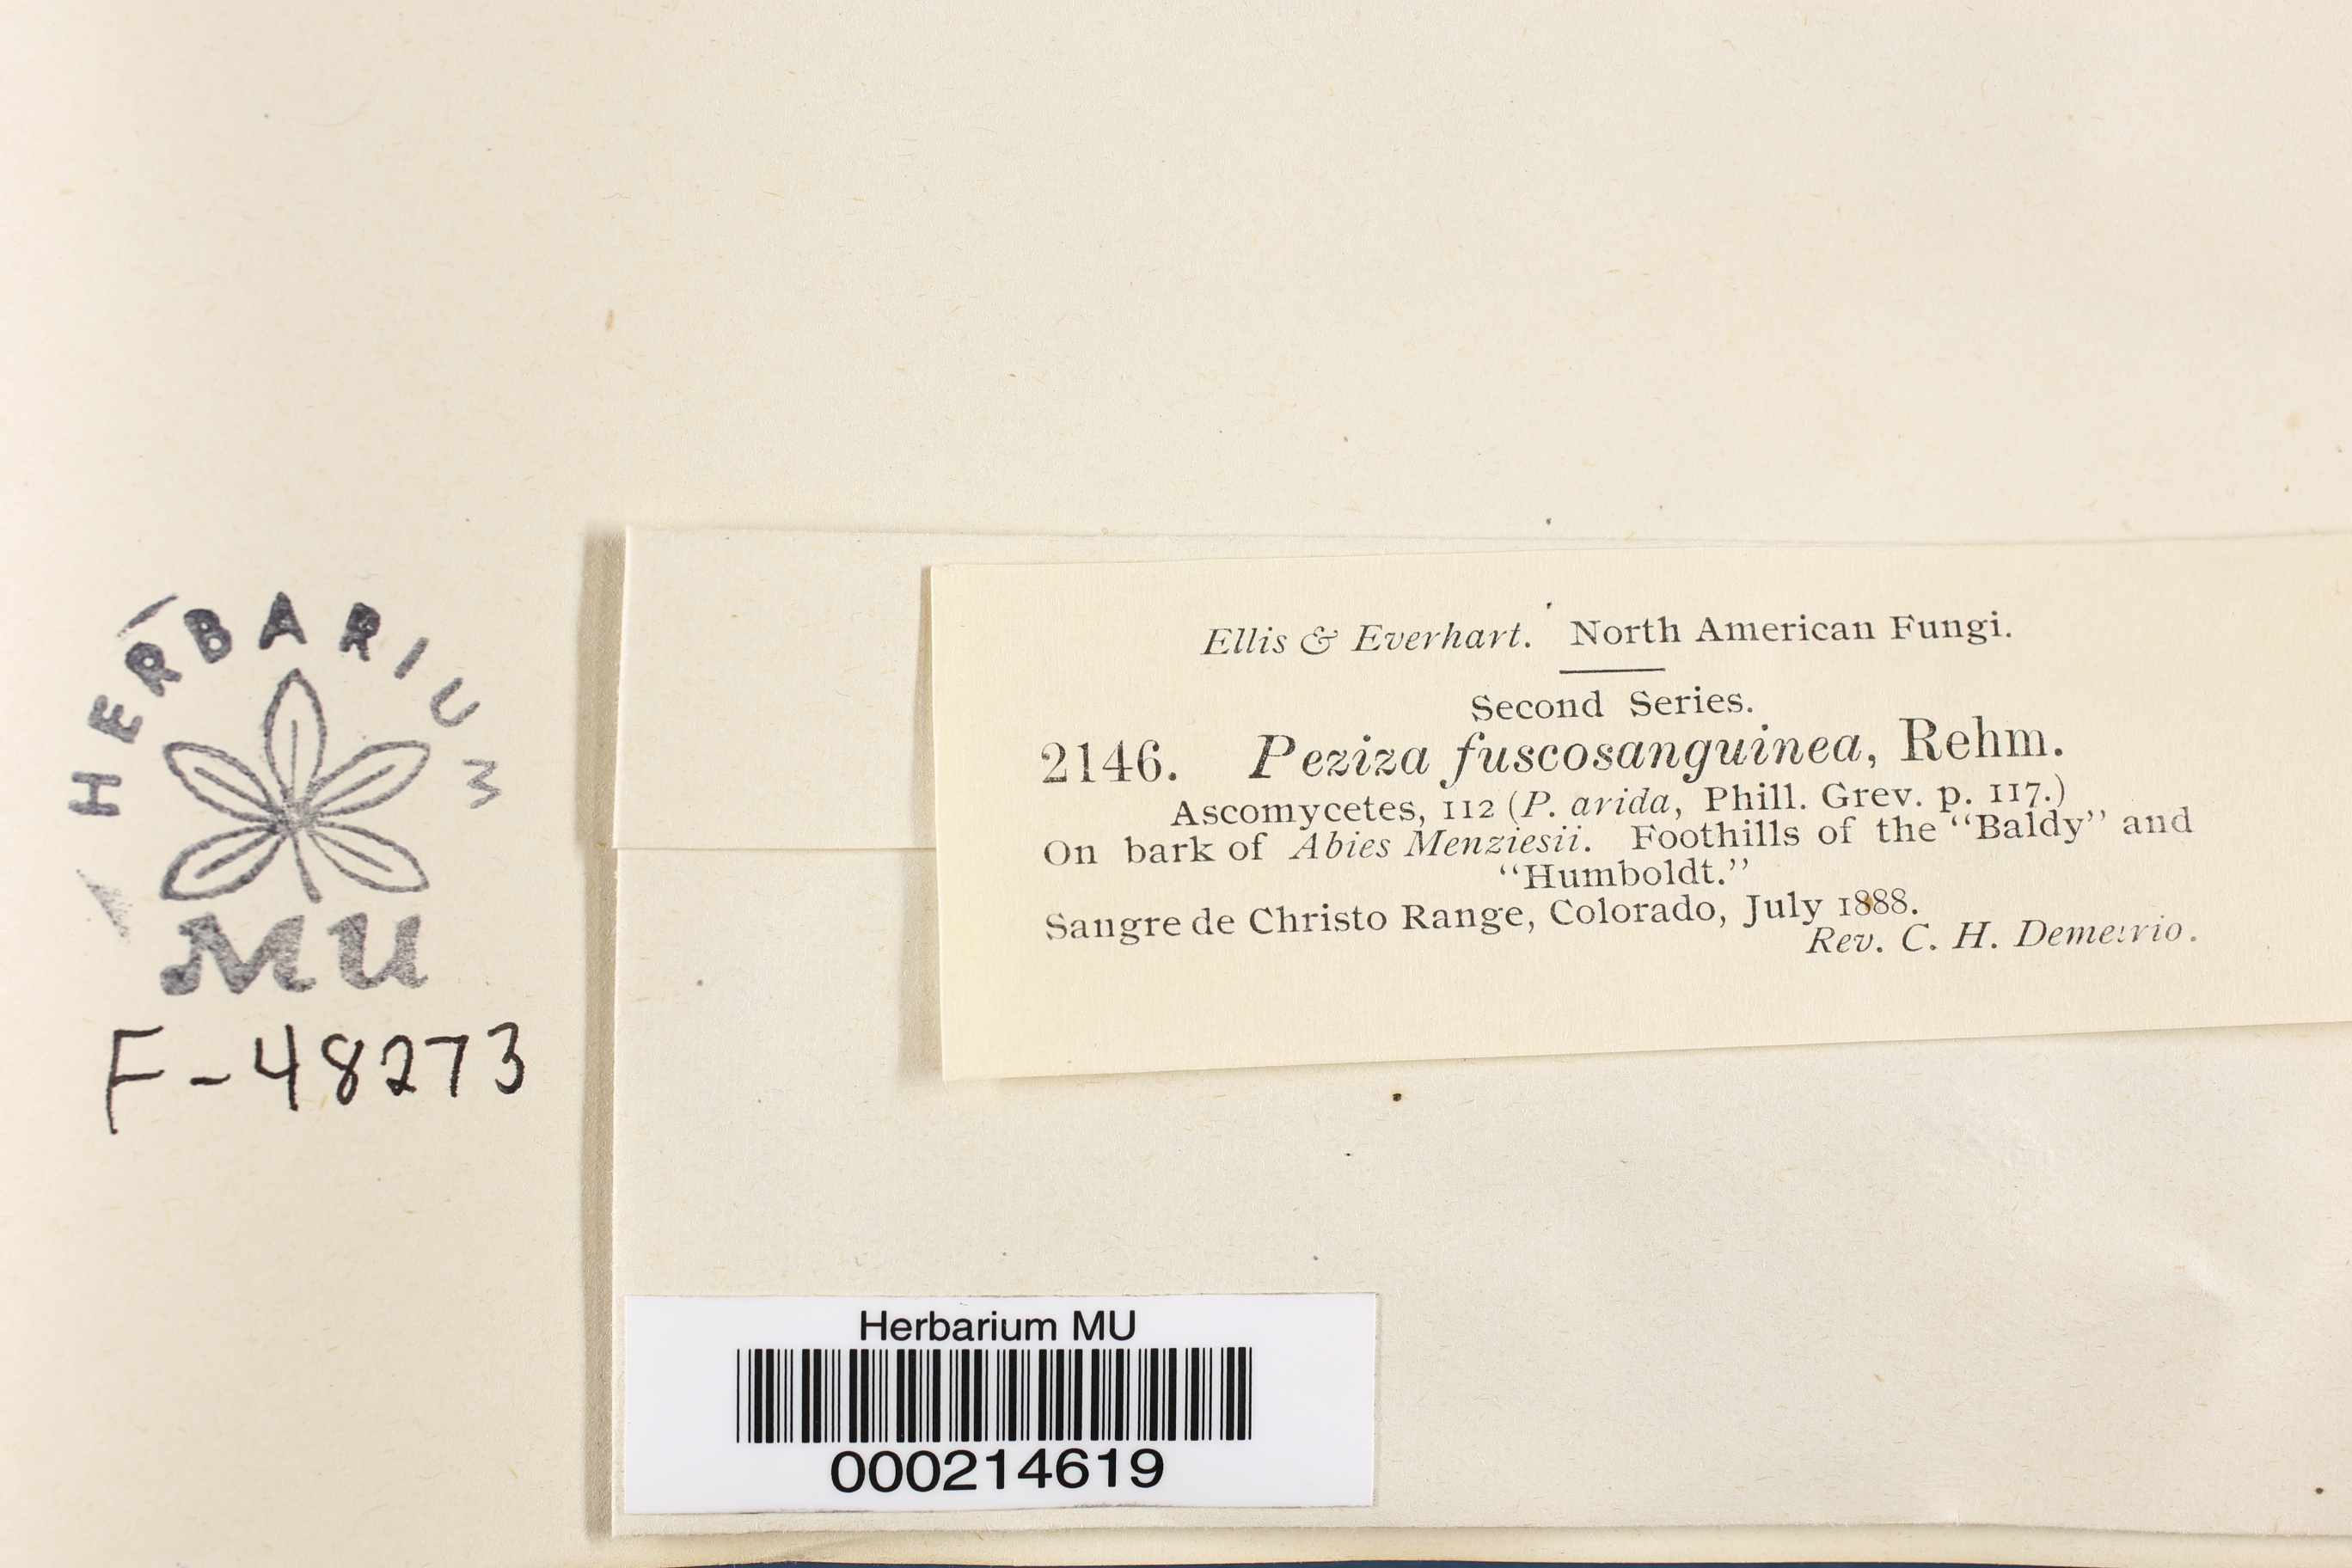 HERBARIUM
MU
F-48273
Ellis & Everhart. North American Fungi.
Second Series.
2146. Peziza fuscosanguinea, Rehm.
Ascomycetes, 112 (P. arida, Phill. Grev. p. 117.)
On bark of Abies Menziesii. Foothills of the “Baldy” and
“Humboldt.”
Sangre de Christo Range, Colorado, July 1888.
Rev. C. H. Demetrio.
Herbarium MU
000214619